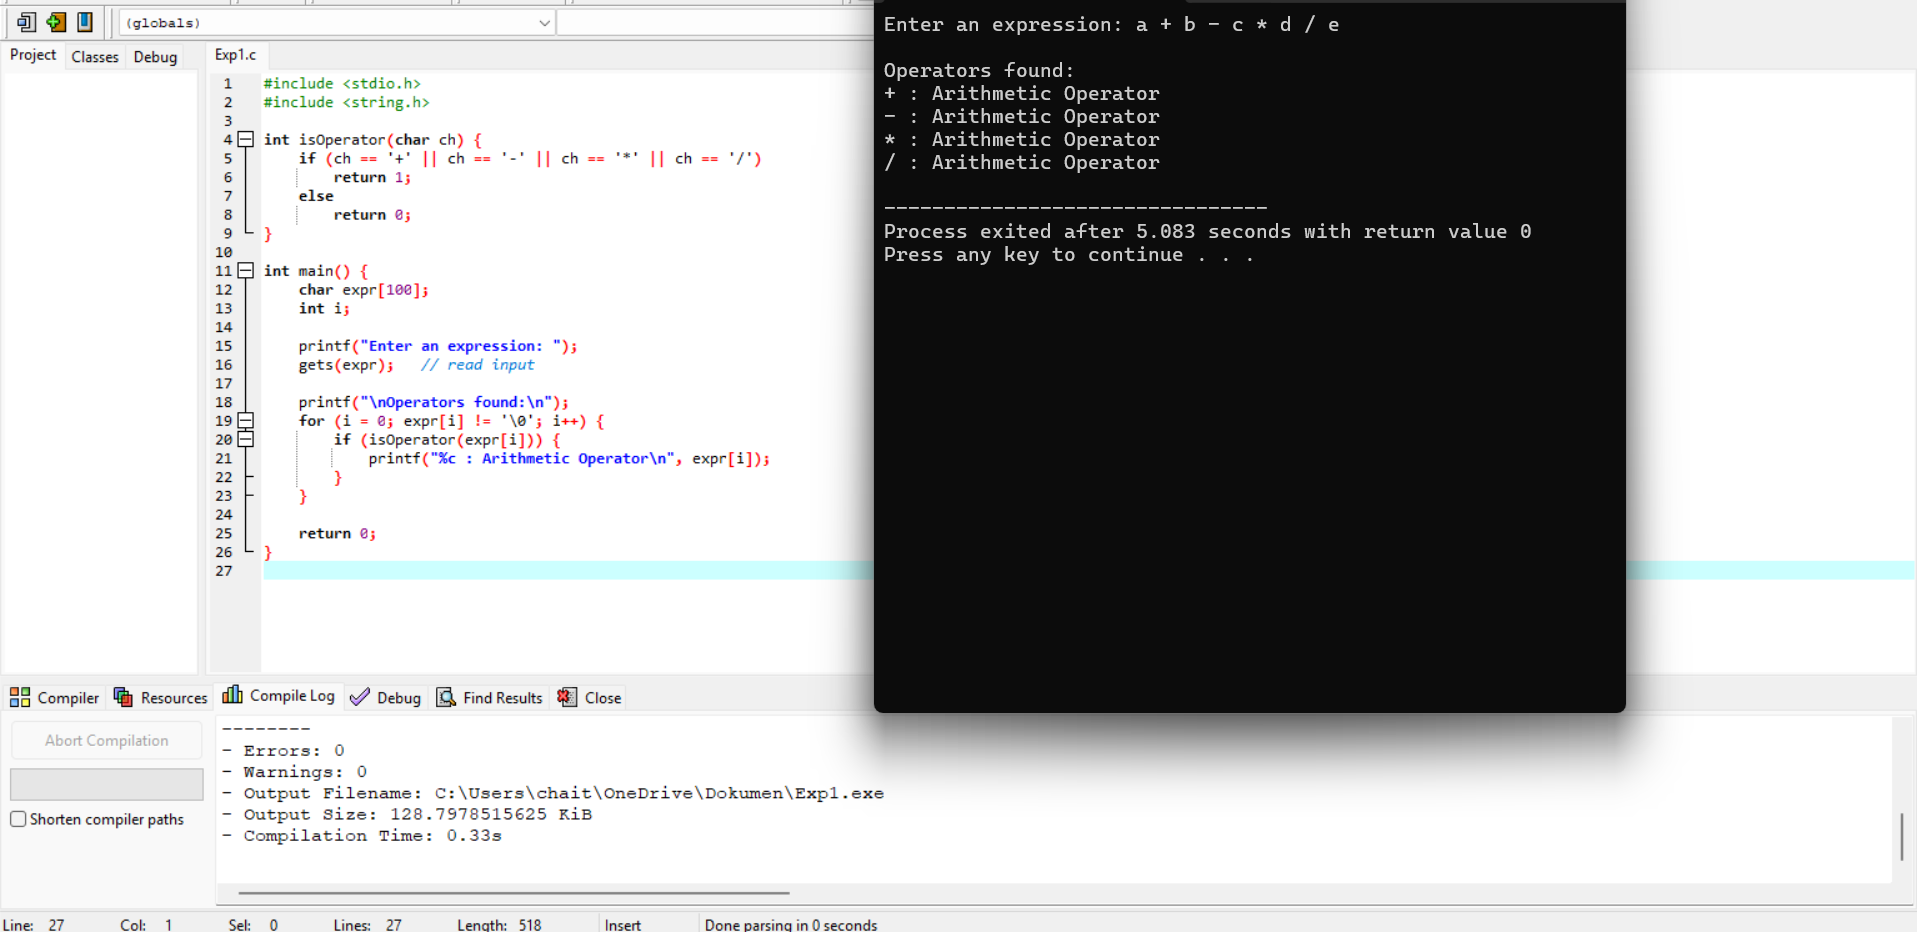 (globals)
Project Classes Debug
Exp1.c
1 #include <stdio.h>
2 #include <string.h>
3
4 int isOperator(char ch) {
5 if (ch == '+' || ch == '-' || ch == '*' || ch == '/')
6 return 1;
7 else
8 return 0;
9 }
10
11 int main() {
12 char expr[100];
13 int i;
14
15 printf("Enter an expression: ");
16 gets(expr); // read input
17
18 printf("\nOperators found:\n");
19 for (i = 0; expr[i] != '\0'; i++) {
20 if (isOperator(expr[i])) {
21 printf("%c : Arithmetic Operator\n", expr[i]);
22 }
23 }
24
25 return 0;
26 }
27
Enter an expression: a + b - c * d / e
Operators found:
+ : Arithmetic Operator
- : Arithmetic Operator
* : Arithmetic Operator
/ : Arithmetic Operator
--------------------------------
Process exited after 5.083 seconds with return value 0
Press any key to continue . . .
Compiler Resources Compile Log Debug Find Results Close
Abort Compilation
Shorten compiler paths
--------
- Errors: 0
- Warnings: 0
- Output Filename: C:\Users\chait\OneDrive\Dokumen\Exp1.exe
- Output Size: 128.7978515625 KiB
- Compilation Time: 0.33s
Line: 27 Col: 1 Sel: 0 Lines: 27 Length: 518 Insert Done parsing in 0 seconds